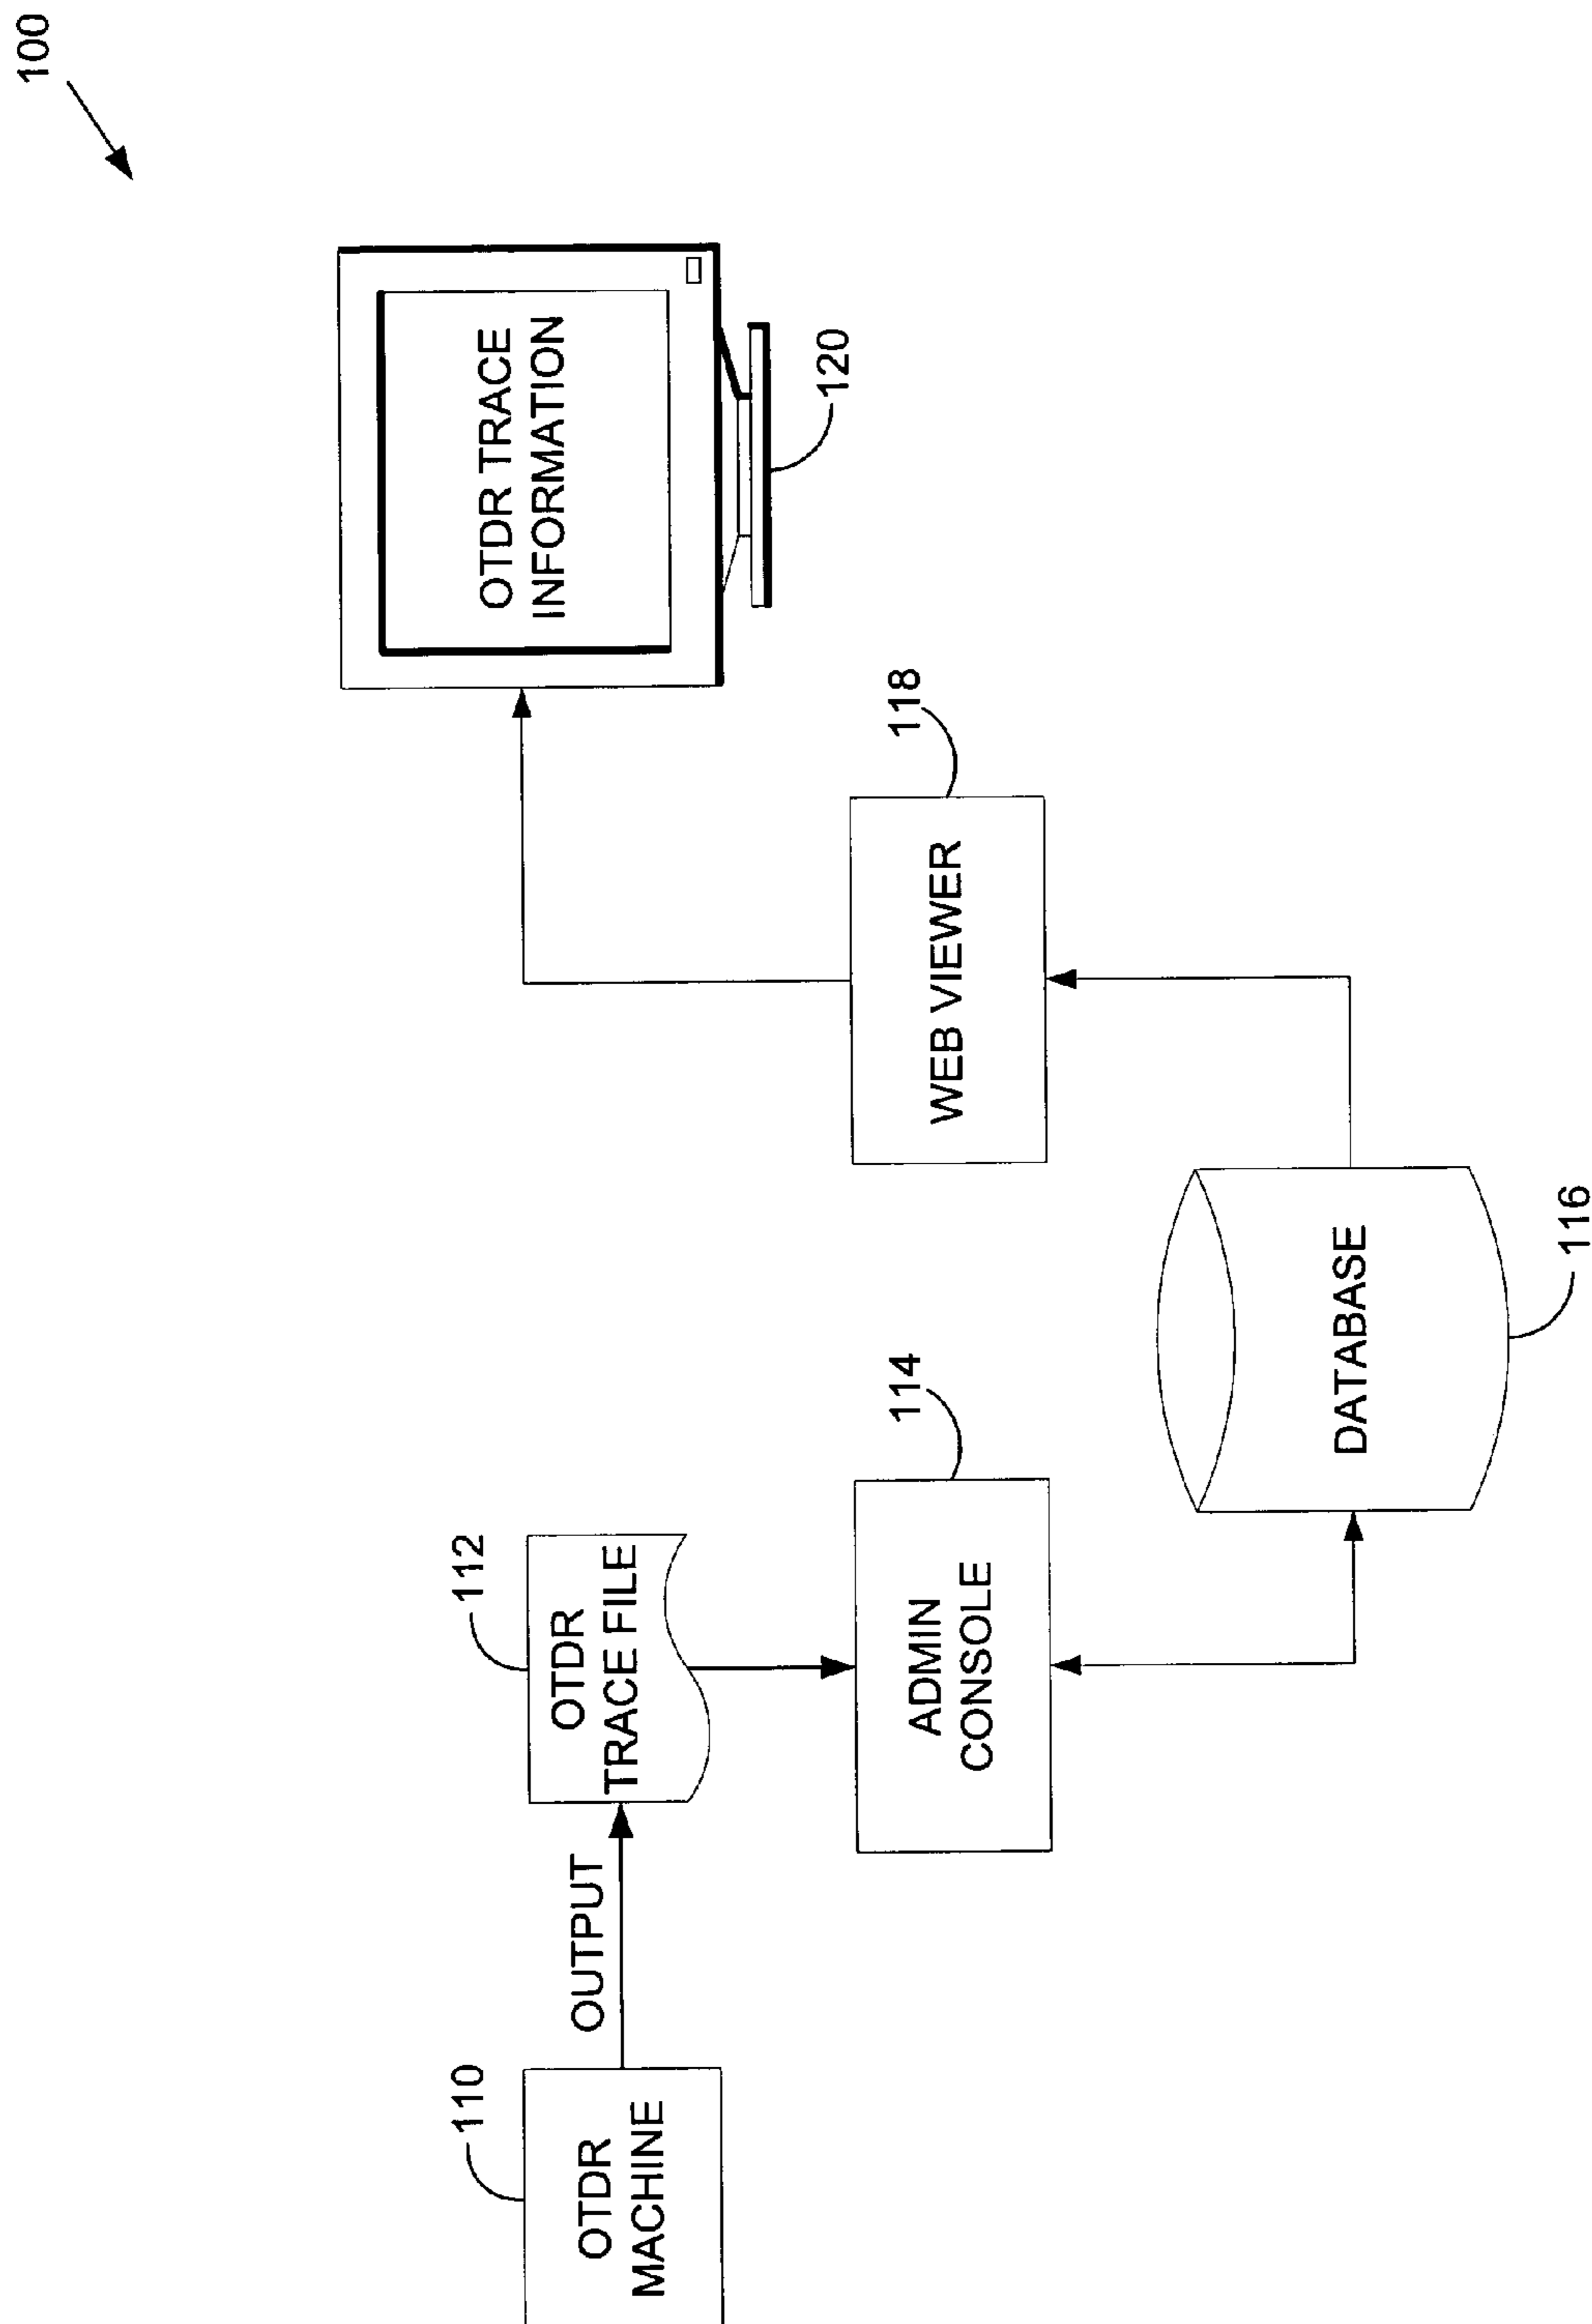 100
OTDR TRACE
INFORMATION
120
118
WEB VIEWER
112
OTDR
TRACE FILE
114
ADMIN
CONSOLE
DATABASE
116
110
OTDR
MACHINE
OUTPUT